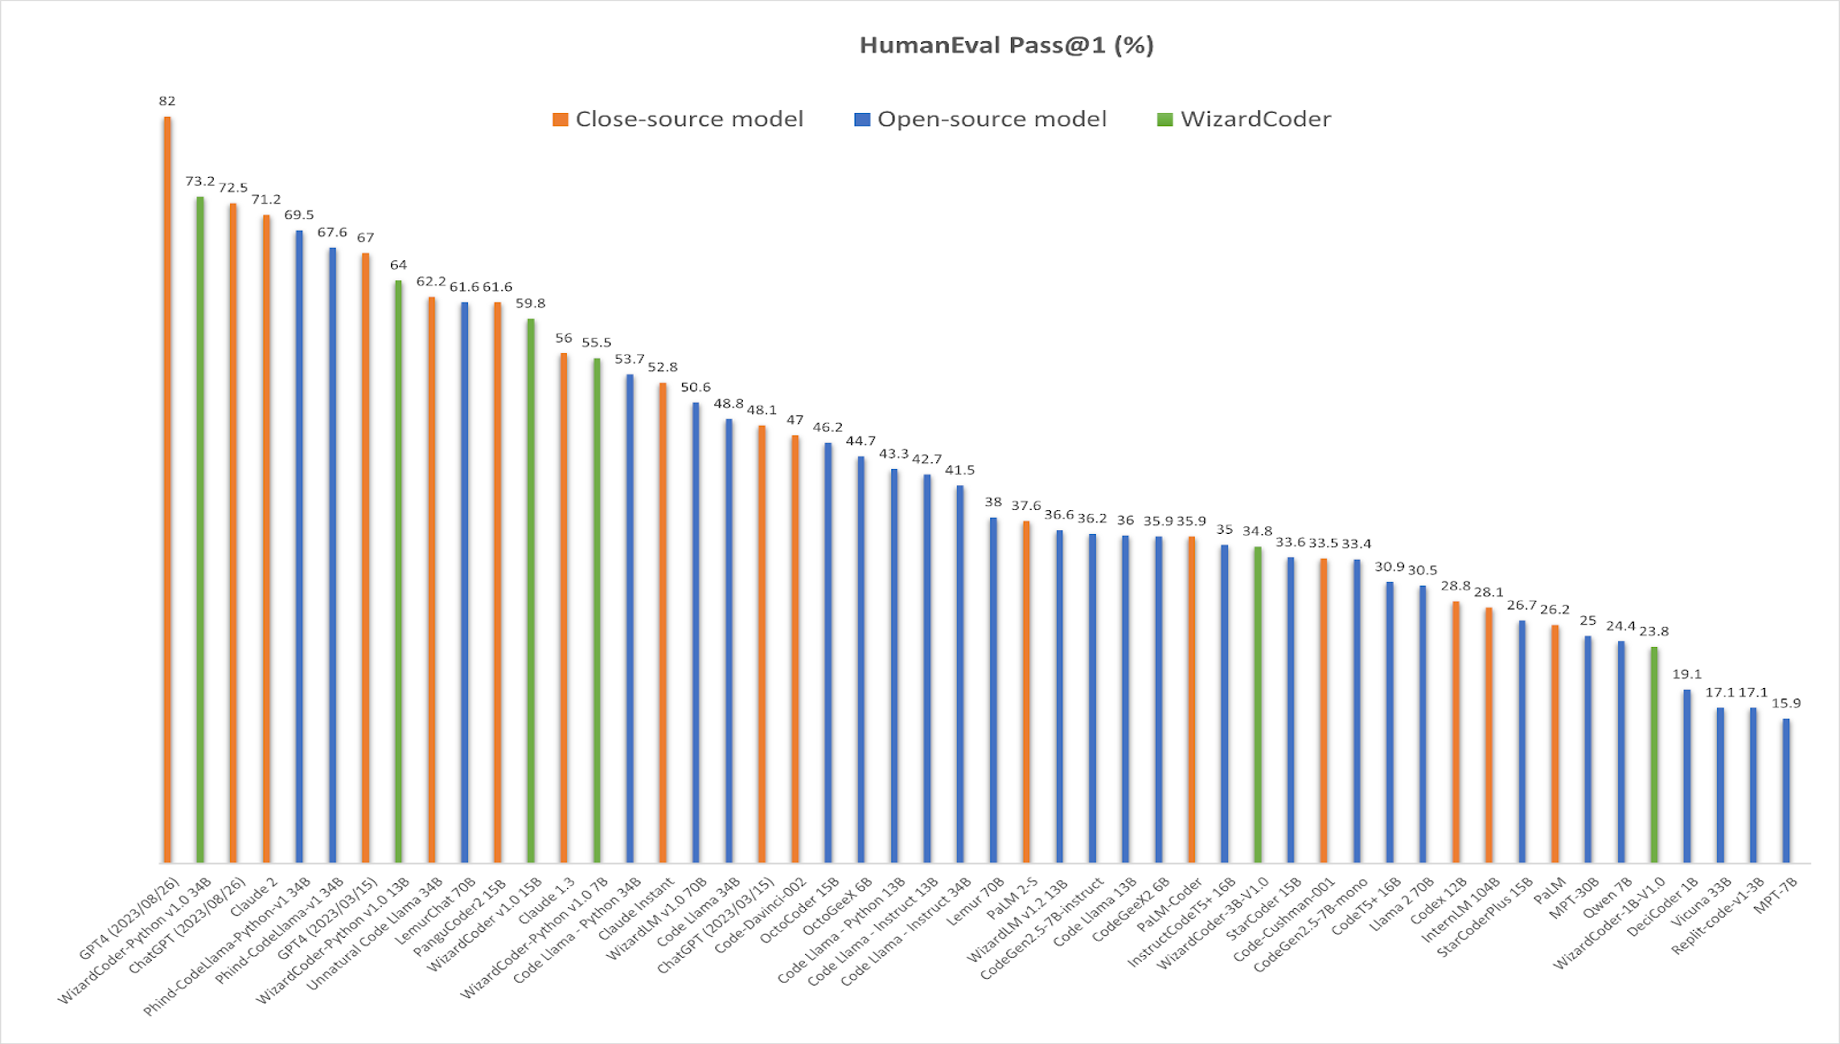 HumanEval Pass@1 (%)
Close-source model
Open-source model
WizardCoder
82
73.2
72.5
71.2
69.5
67.6
67
64
62.2
61.6
61.6
59.8
56
55.5
53.7
52.8
50.6
48.8
48.1
47
46.2
44.7
43.3
42.7
41.5
38
37.6
36.6
36.2
36
35.9
35.9
35
34.8
33.6
33.5
33.4
30.9
30.5
28.8
28.1
26.7
26.2
25
24.4
23.8
19.1
17.1
17.1
15.9
GPT4 (2023/08/26)
WizardCoder-Python v1.0 34B
ChatGPT (2023/08/26)
Claude 2
Phind-CodeLlama-Python-v1 34B
Phind-CodeLlama-v1 34B
GPT4 (2023/03/15)
WizardCoder-Python v1.0 13B
Unnatural Code Llama 34B
LemurChat 70B
PanguCoder2 15B
WizardCoder v1.0 15B
Claude 1.3
WizardCoder-Python v1.0 7B
Code Llama - Python 34B
Claude Instant
WizardLM v1.0 70B
Code Llama 34B
ChatGPT (2023/03/15)
Code-Davinci-002
OctoCoder 15B
OctoGeeX 6B
Code Llama - Python 13B
Code Llama - Instruct 13B
Code Llama - Instruct 34B
Lemur 70B
PaLM 2-S
WizardLM v1.2 13B
CodeGen2.5-7B-instruct
Code Llama 13B
CodeGeeX2 6B
PaLM-Coder
InstructCodeT5+ 16B
WizardCoder-3B-V1.0
StarCoder 15B
Code-Cushman-001
CodeGen2.5-7B-mono
CodeT5+ 16B
Llama 2 70B
Codex 12B
InternLM 104B
StarCoderPlus 15B
PaLM
MPT-30B
Qwen 7B
WizardCoder-1B-V1.0
DeciCoder 1B
Vicuna 33B
Replit-code-v1-3B
MPT-7B